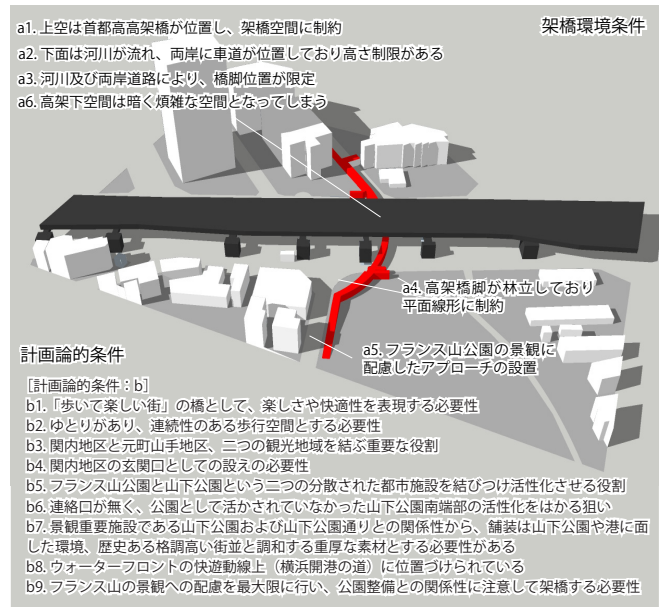 a1. 上空は首都高高架橋が位置し、架橋空間に制約
架橋環境条件
a2. 下面は河川が流れ、両岸に車道が位置しており高さ制限がある
a3. 河川及び両岸道路により、橋脚位置が限定
a6. 高架下空間は暗く煩雑な空間となってしまう
a4. 高架橋脚が林立しており
平面線形に制約
a5. フランス山公園の景観に
配慮したアプローチの設置
計画論的条件
[計画論的条件：b]
b1.「歩いて楽しい街」の橋として、楽しさや快適性を表現する必要性
b2. ゆとりがあり、連続性のある歩行空間とする必要性
b3. 関内地区と元町山手地区、二つの観光地域を結ぶ重要な役割
b4. 関内地区の玄関口としての設えの必要性
b5. フランス山公園と山下公園という二つの分散された都市施設を結びつけ活性化させる役割
b6. 連絡口が無く、公園として活かされていなかった山下公園南端部の活性化をはかる狙い
b7. 景観重要施設である山下公園および山下公園通りとの関係性から、舗装は山下公園や港に面
した環境、歴史ある格調高い街並と調和する重厚な素材とする必要性がある
b8. ウォーターフロントの快遊動線上（横浜開港の道）に位置づけられている
b9. フランス山の景観への配慮を最大限に行い、公園整備との関係性に注意して架橋する必要性